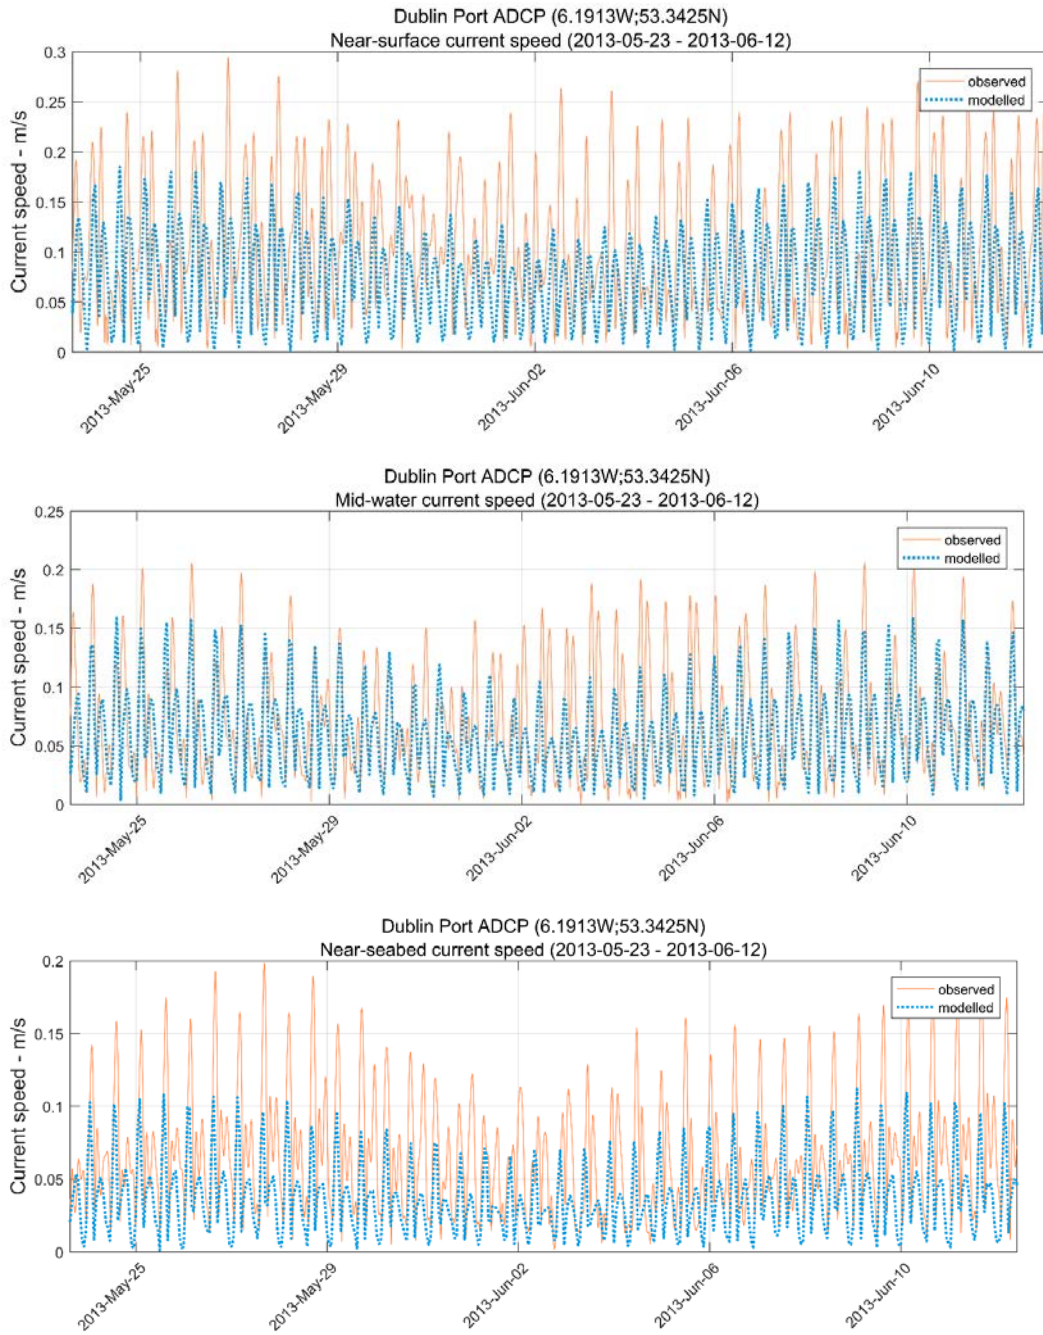 Dublin Port ADCP (6.1913W;53.3425N)
Near-surface current speed (2013-05-23 - 2013-06-12)
Current speed - m/s
0.3
0.25
0.2
0.15
0.1
0.05
0
observed
modelled
2013-May-25
2013-May-29
2013-Jun-02
2013-Jun-06
2013-Jun-10
Dublin Port ADCP (6.1913W;53.3425N)
Mid-water current speed (2013-05-23 - 2013-06-12)
Current speed - m/s
0.25
0.2
0.15
0.1
0.05
0
observed
modelled
2013-May-25
2013-May-29
2013-Jun-02
2013-Jun-06
2013-Jun-10
Dublin Port ADCP (6.1913W;53.3425N)
Near-seabed current speed (2013-05-23 - 2013-06-12)
Current speed - m/s
0.2
0.15
0.1
0.05
0
observed
modelled
2013-May-25
2013-May-29
2013-Jun-02
2013-Jun-06
2013-Jun-10